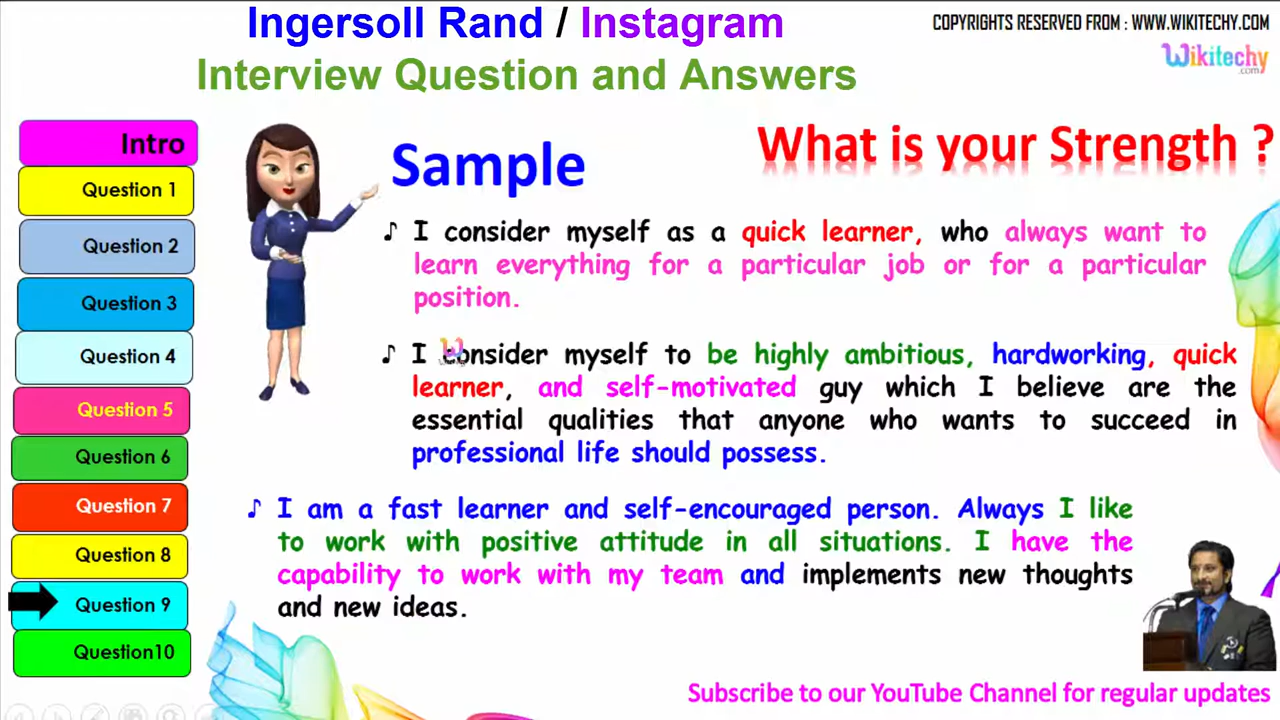 Ingersoll Rand / Instagram
Interview Question and Answers
COPYRIGHTS RESERVED FROM : WWW.WIKITECHY.COM
Wikitechy
.com
Intro
Question 1
Question 2
Question 3
Question 4
Question 5
Question 6
Question 7
Question 8
Question 9
Question10
Sample
What is your Strength ?
I consider myself as a quick learner, who always want to
learn everything for a particular job or for a particular
position.
I consider myself to be highly ambitious, hardworking, quick
learner, and self-motivated guy which I believe are the
essential qualities that anyone who wants to succeed in
professional life should possess.
I am a fast learner and self-encouraged person. Always I like
to work with positive attitude in all situations. I have the
capability to work with my team and implements new thoughts
and new ideas.
Subscribe to our YouTube Channel for regular updates